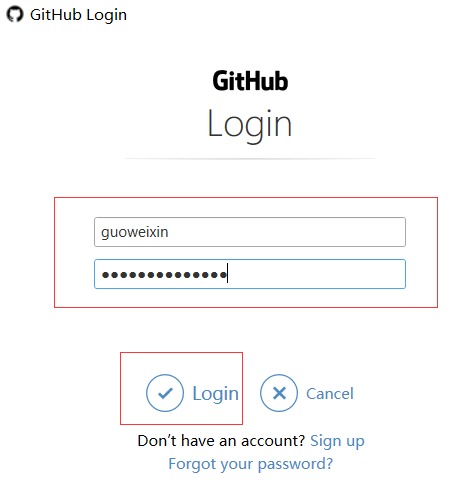 GitHub Login
GitHub
Login
guoweixin
●●●●●●●●●●●●●●
Login Cancel
Don’t have an account? Sign up
Forgot your password?